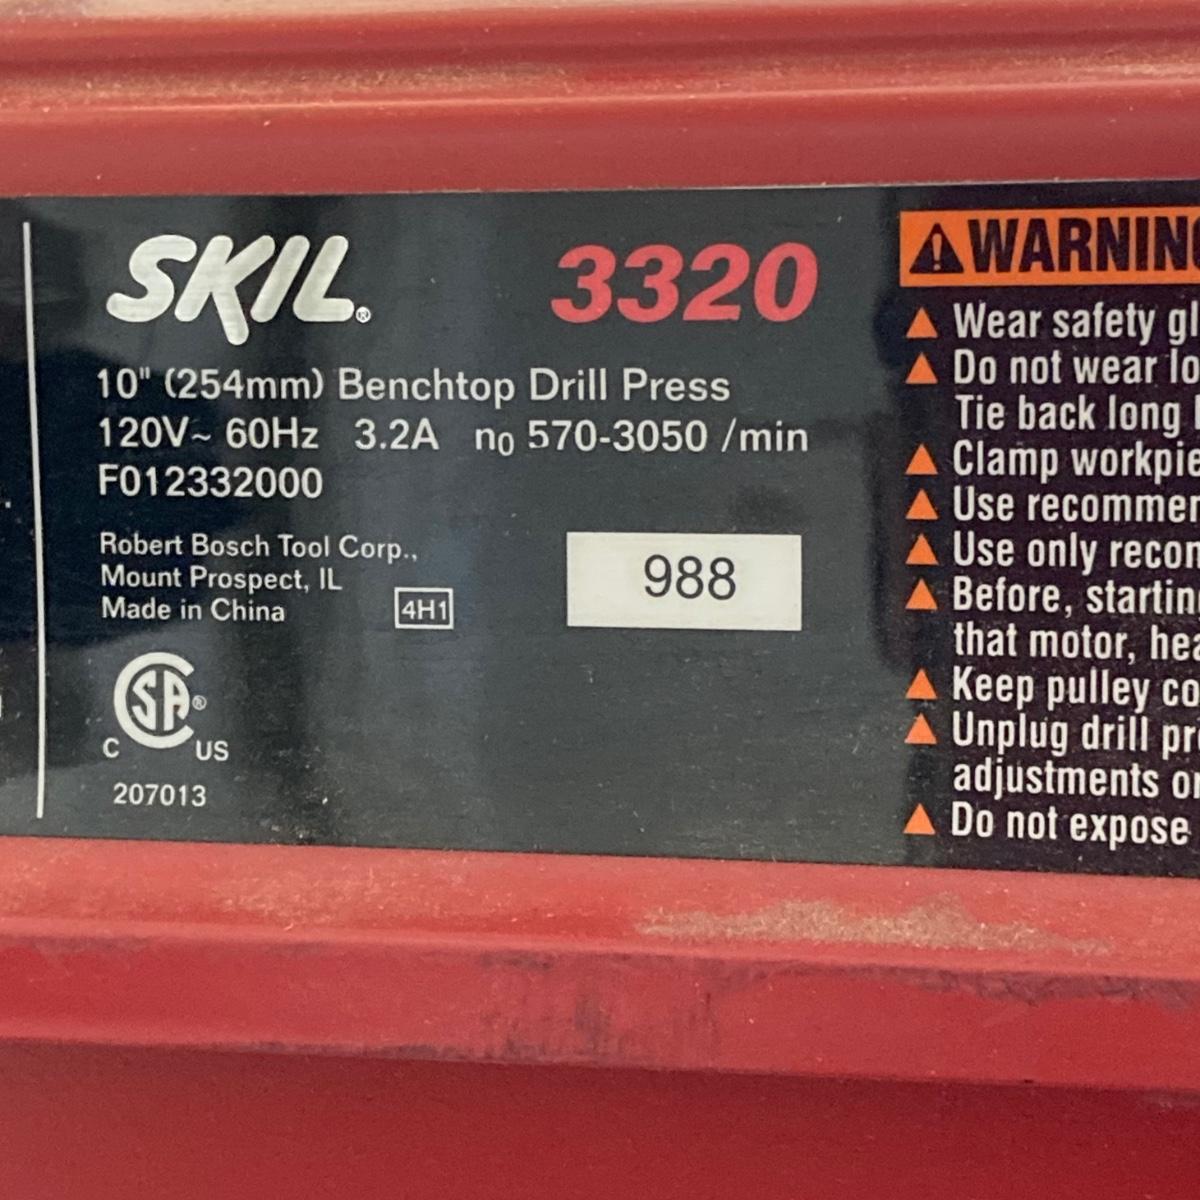 SKIL®
3320
10" (254mm) Benchtop Drill Press
120V~ 60Hz 3.2A n0 570-3050 /min
F012332000
Robert Bosch Tool Corp.,
Mount Prospect, IL
Made in China
4H1
988
CSA®
C US
207013
WARNING
Wear safety
Do not wear
Tie back long
Clamp
Use
Use only
Before, starting
that motor,
Keep pulley
Unplug drill
adjustments
Do not expose